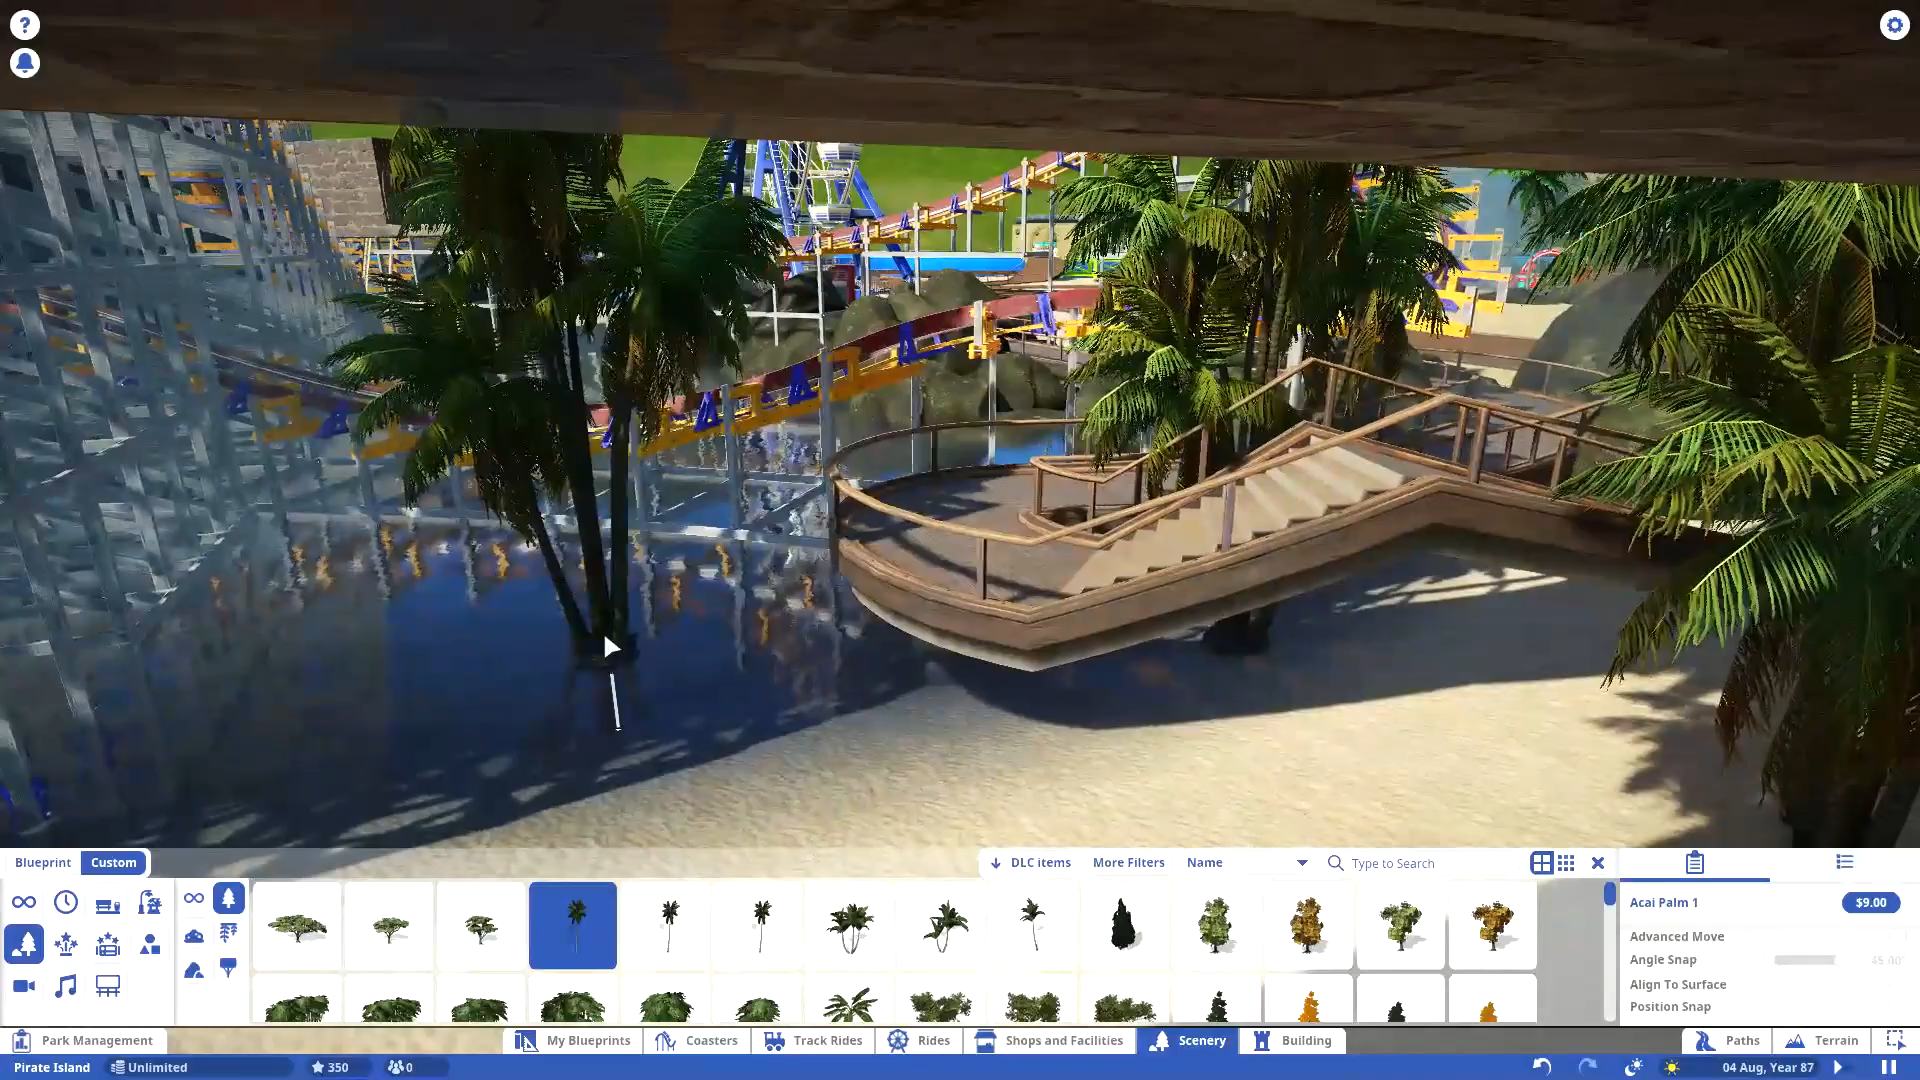 ?
Blueprint Custom
DLC items More Filters Name Type to Search
Acai Palm 1 $9.00
Advanced Move
Angle Snap 45.00°
Align To Surface
Position Snap
Park Management My Blueprints Coasters Track Rides Rides Shops and Facilities Scenery Building Paths Terrain
Pirate Island Unlimited 350 0 04 Aug, Year 87